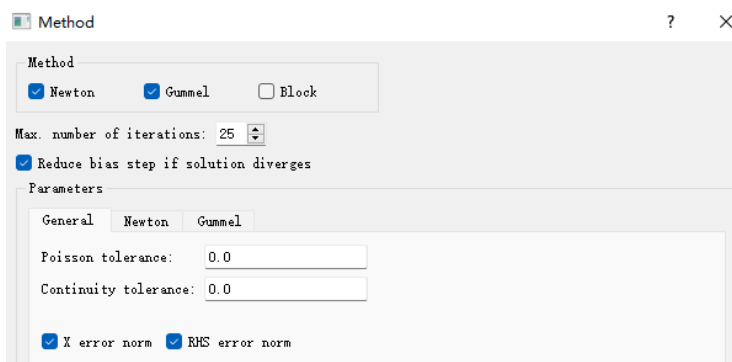 Method ?
Method
Newton Gummel Block
Max. number of iterations: 25
Reduce bias step if solution diverges
Parameters
General Newton Gummel
Poisson tolerance: 0.0
Continuity tolerance: 0.0
X error norm RHS error norm